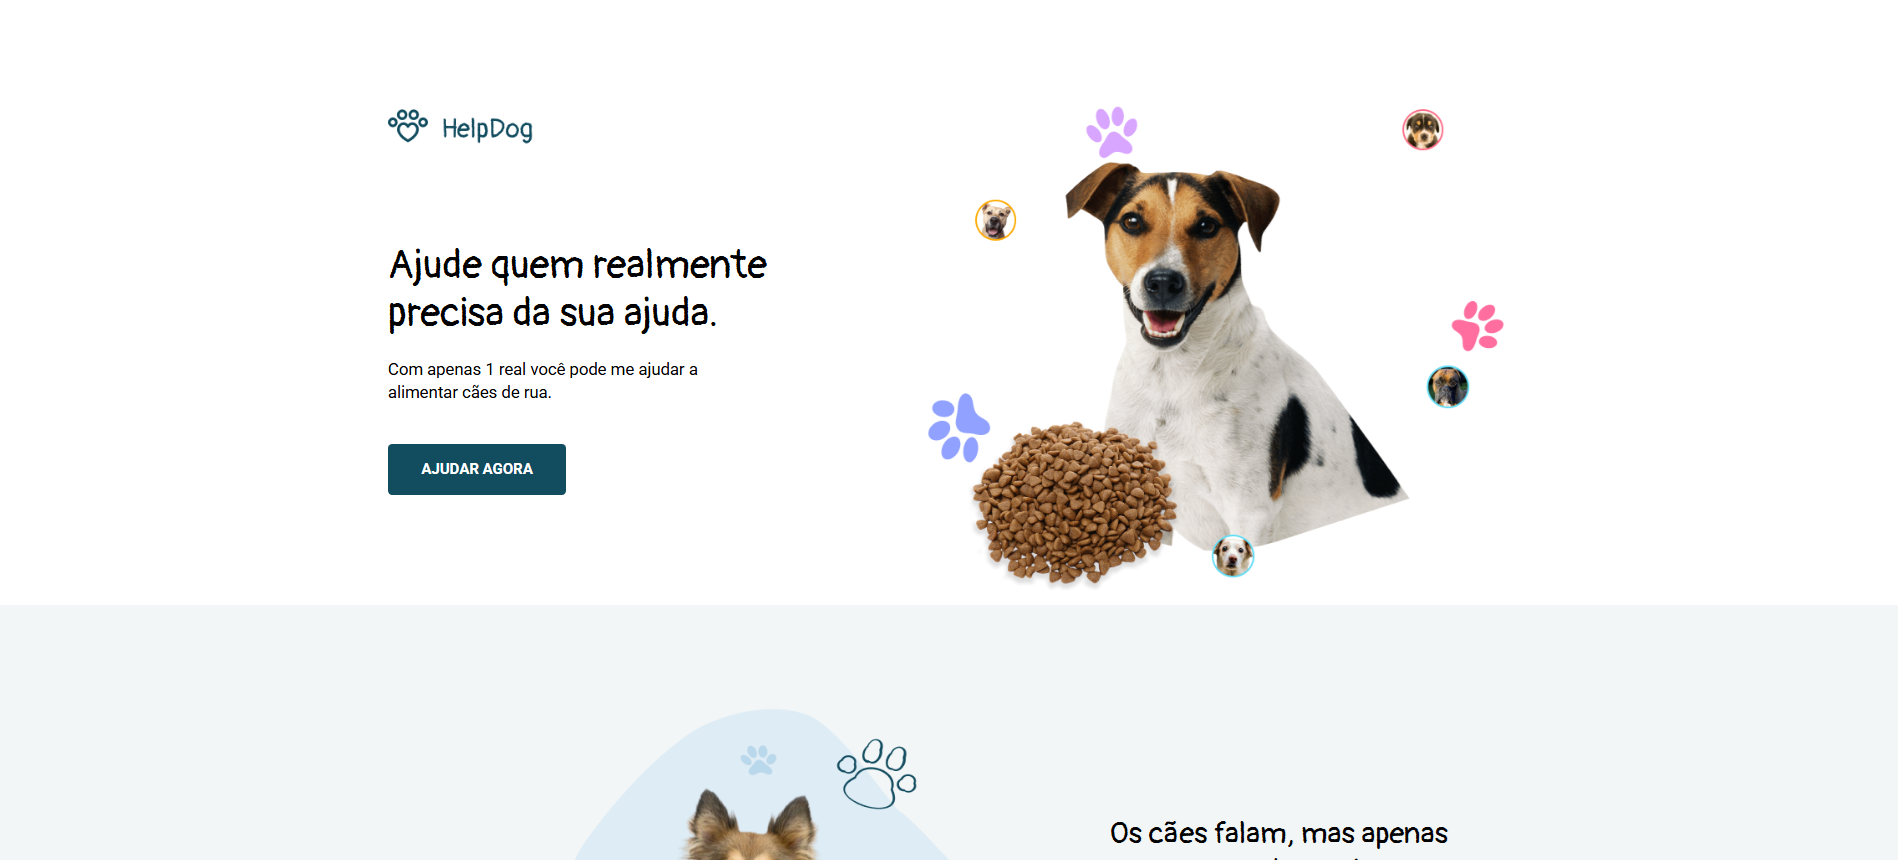 HelpDog
Ajude quem realmente
precisa da sua ajuda.
Com apenas 1 real você pode me ajudar a
alimentar cães de rua.
AJUDAR AGORA
Os cães falam, mas apenas